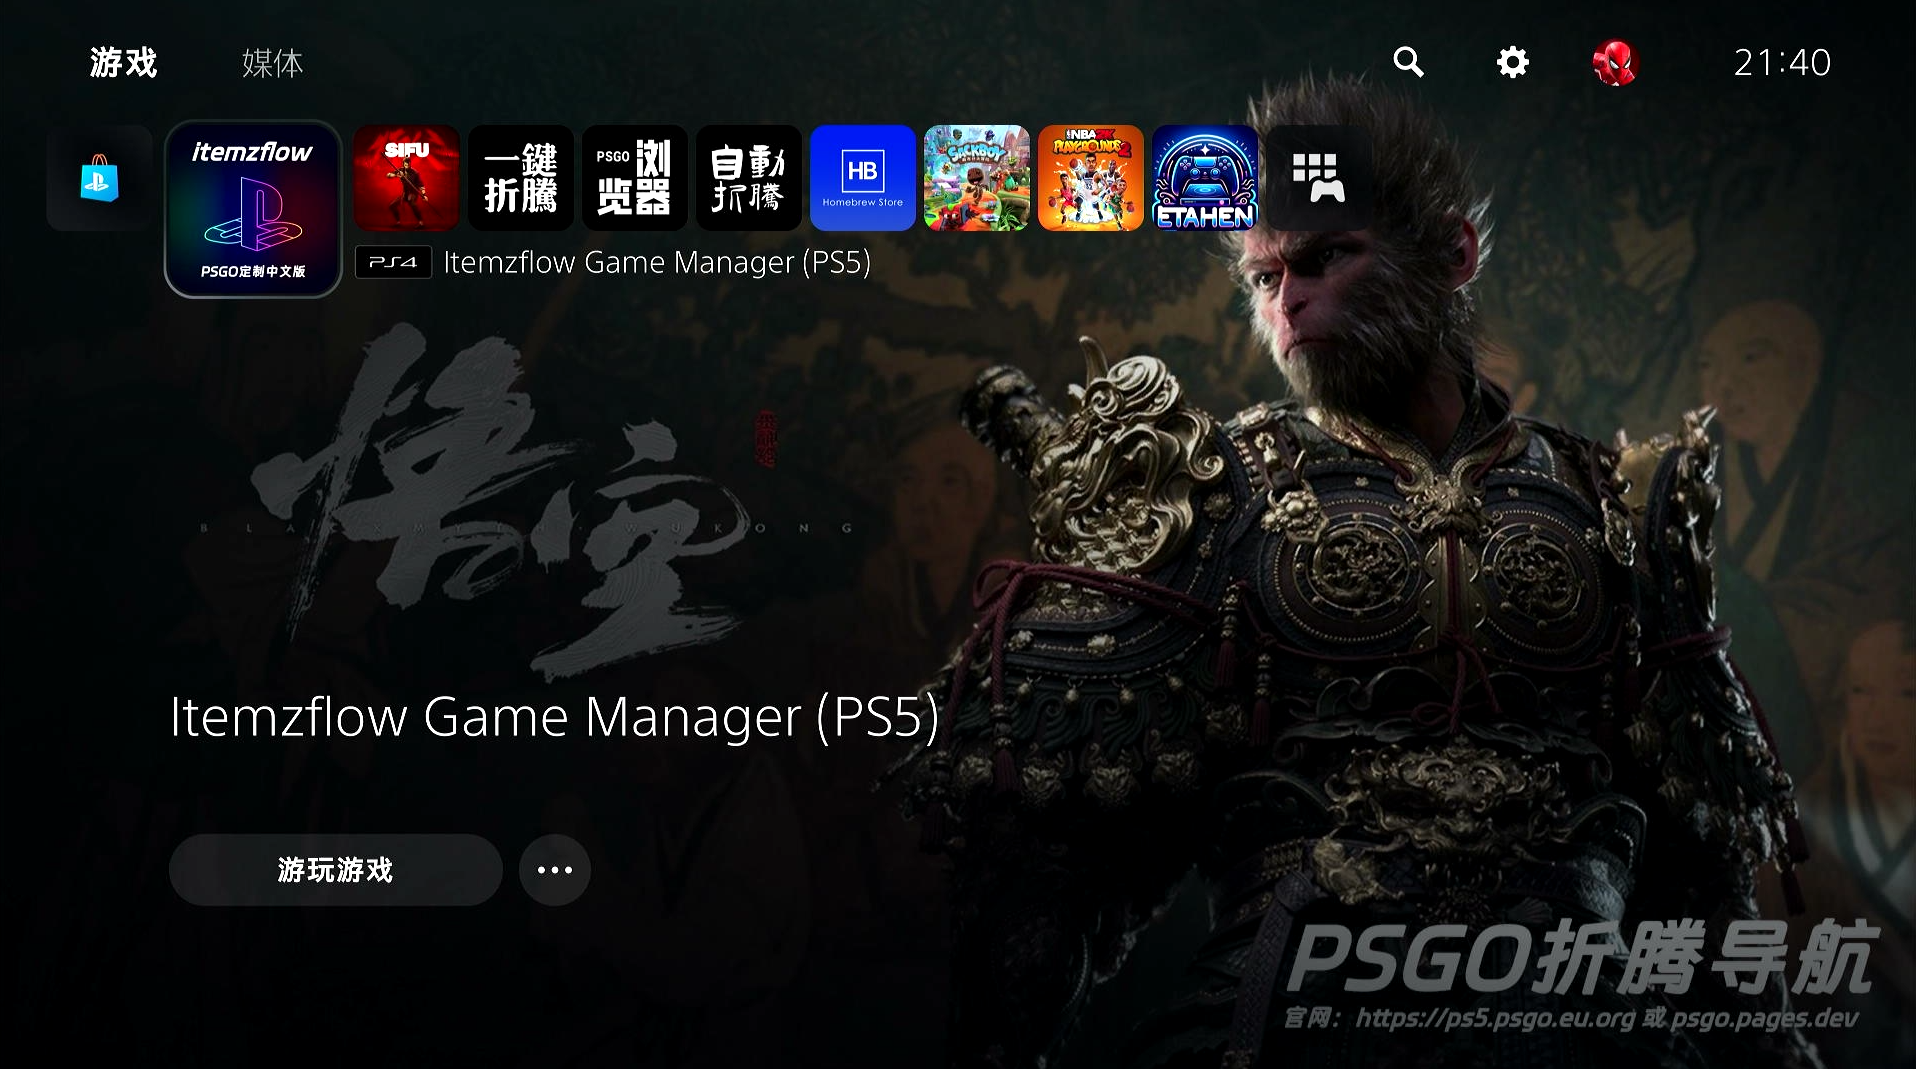 游戏
媒体
21:40
itemzflow
PSGO定制中文版
SIFU
一鍵
折騰
PSGO 浏
览器
自動
折騰
HB
Homebrew Store
SACKBOY
NBA 2K
PLAYGROUNDS 2
ETAHEN
PS4
Itemzflow Game Manager (PS5)
悟空
BLACK MYTH: WUKONG
Itemzflow Game Manager (PS5)
游玩游戏
PSGO折腾导航
官网：https://ps5.psgo.eu.org 或 psgo.pages.dev